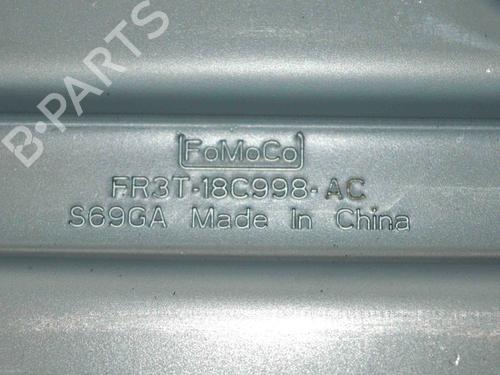 B-PARTS
FoMoCo
FR3T-18C998-AC
S69GA Made In China